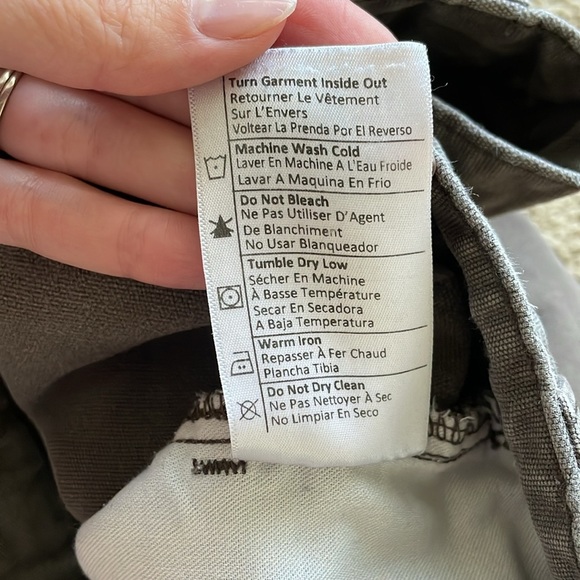 Turn Garment Inside Out
Retourner Le Vêtement
Sur L'Envers
Voltear La Prenda Por El Reverso
Machine Wash Cold
Laver En Machine A L'Eau Froide
Lavar A Maquina En Frio
Do Not Bleach
Ne Pas Utiliser D'Agent
De Blanchiment
No Usar Blanqueador
Tumble Dry Low
Sécher En Machine
À Basse Température
Secar En Secadora
A Baja Temperatura
Warm Iron
Repasser À Fer Chaud
Plancha Tibia
Do Not Dry Clean
Ne Pas Nettoyer À Sec
No Limpiar En Seco